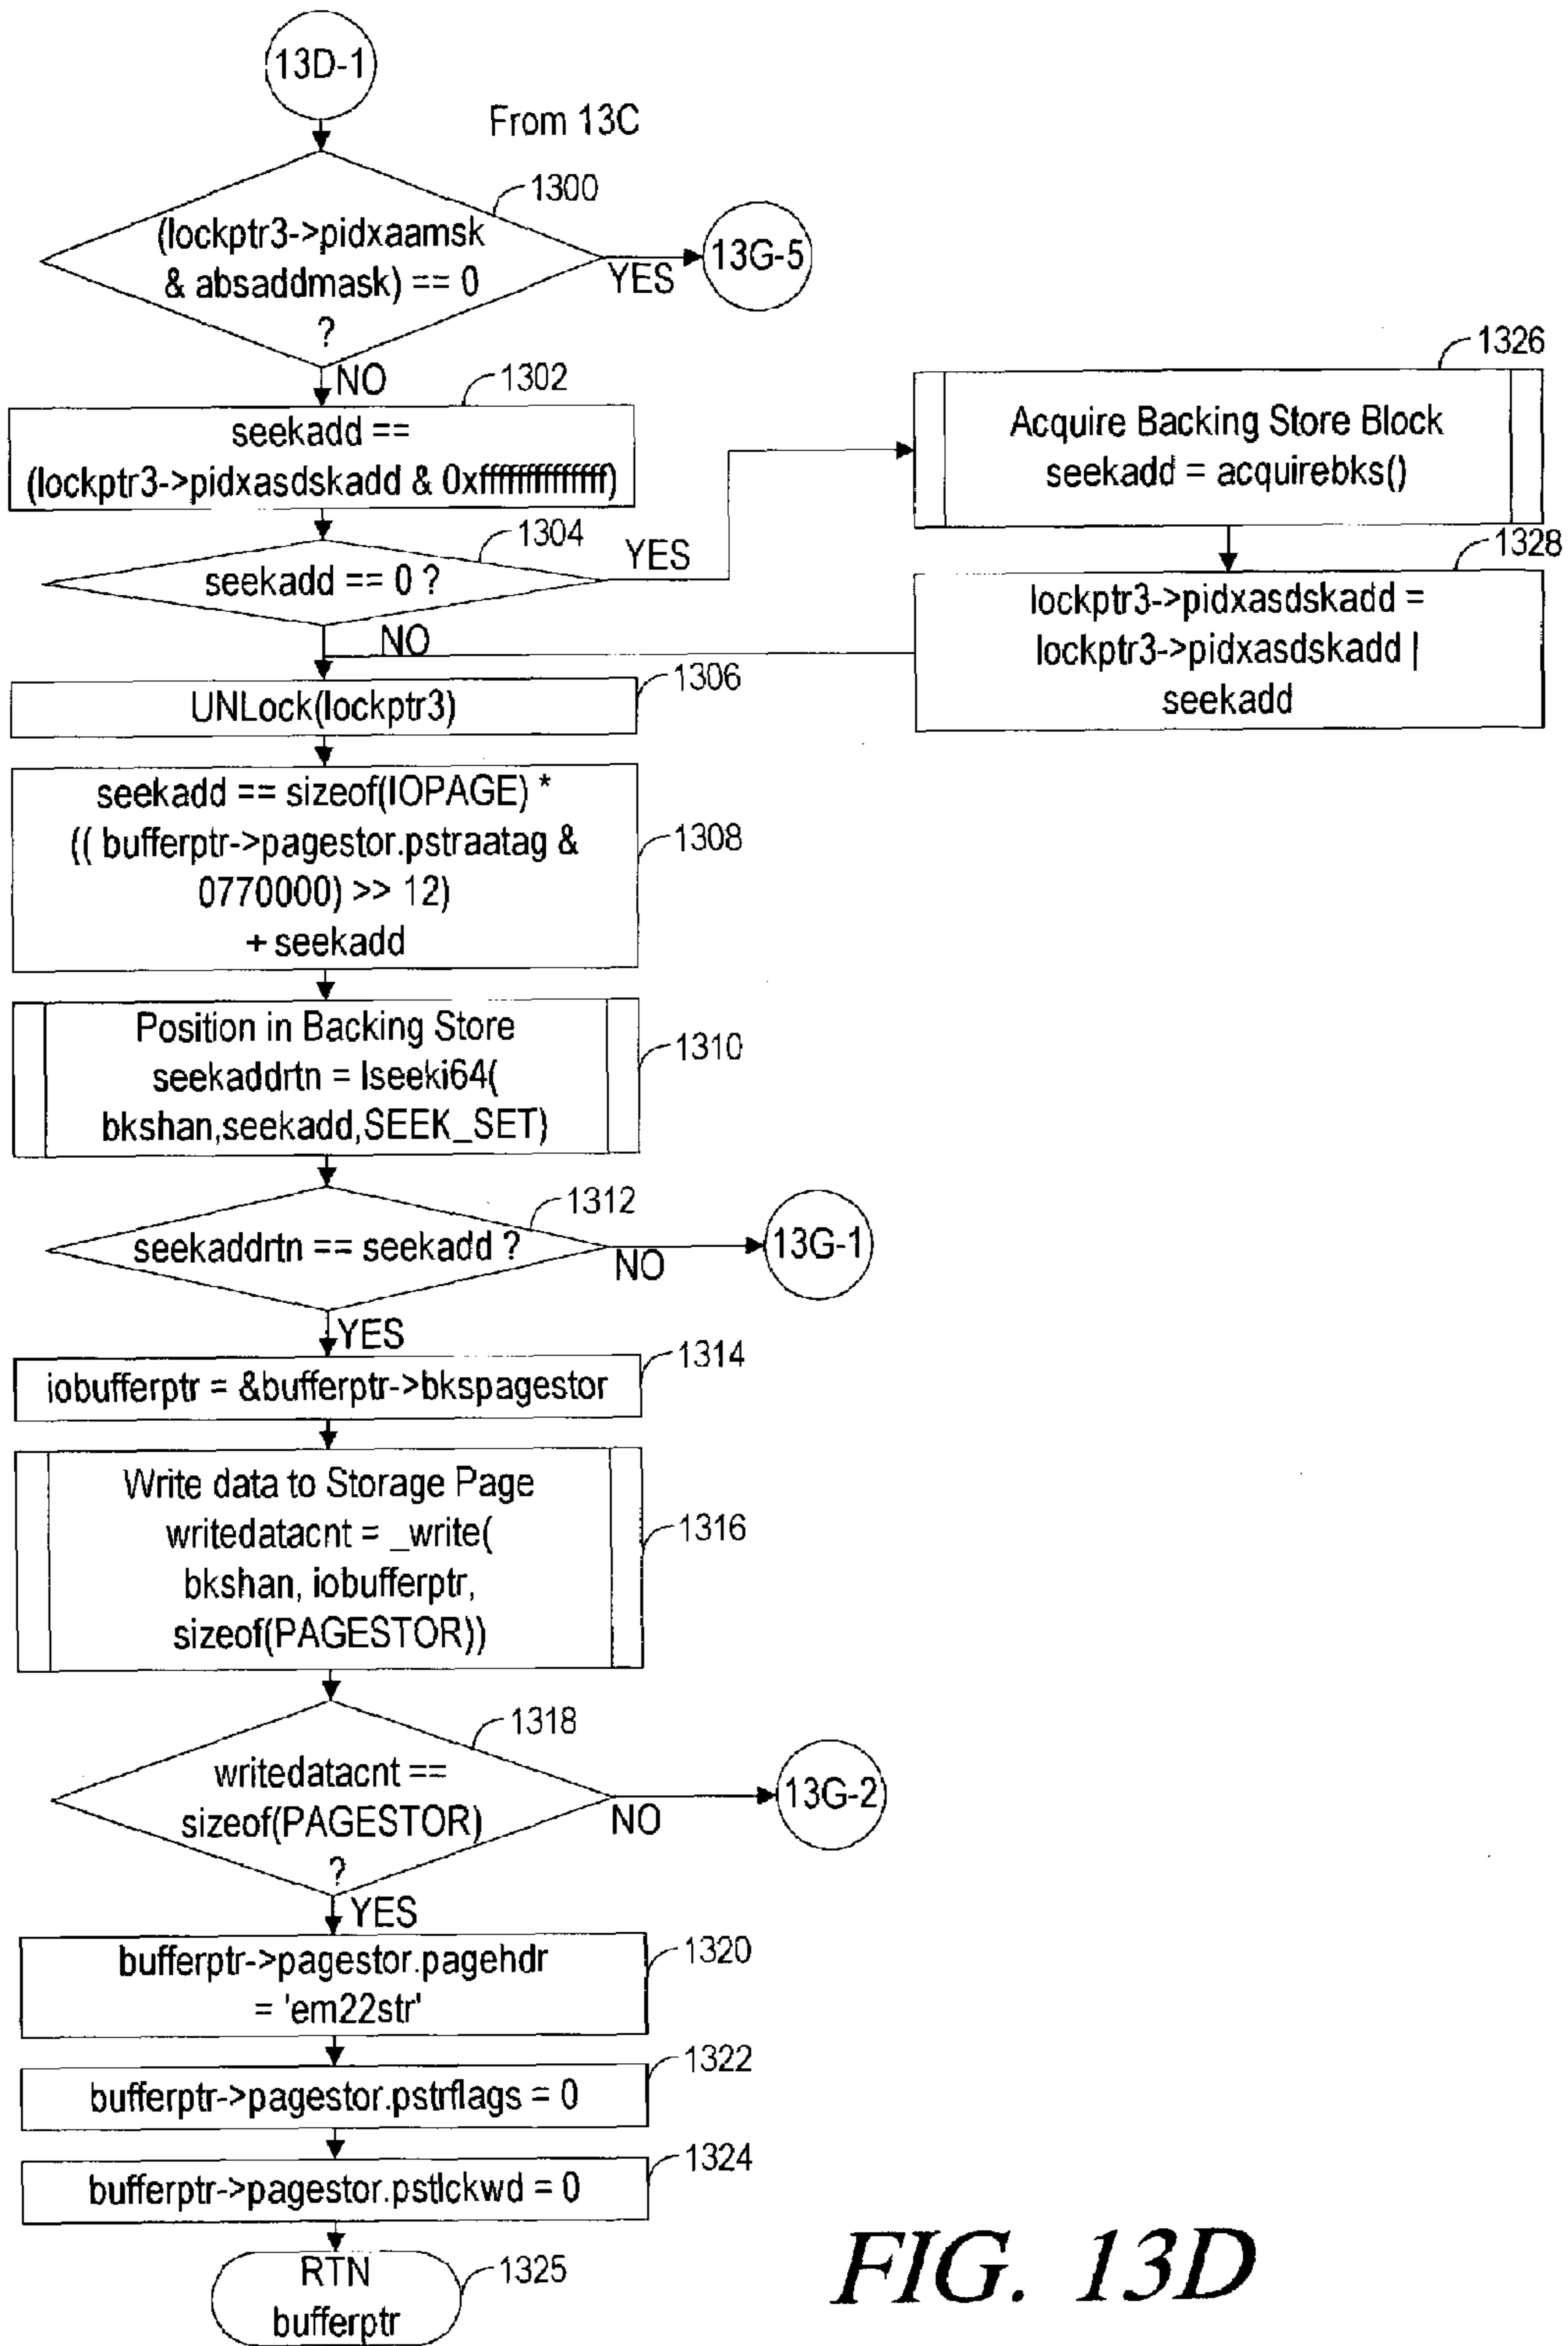 13D-1
From 13C
1300
(lockptr3->pidxaamsk
& absaddmask) == 0
?
YES
13G-5
NO
1302
seekadd ==
(lockptr3->pidxasdskadd & 0xffffffffffffff)
1304
seekadd == 0 ?
YES
1326
Acquire Backing Store Block
seekadd = acquirebks()
1328
lockptr3->pidxasdskadd =
lockptr3->pidxasdskadd |
seekadd
NO
1306
UNLock(lockptr3)
seekadd == sizeof(IOPAGE) *
(( bufferptr->pagestor.pstraatag &
0770000) >> 12)
+ seekadd
1308
Position in Backing Store
seekaddrtn = lseeki64(
bkshan,seekadd,SEEK_SET)
1310
1312
seekaddrtn == seekadd ?
NO
13G-1
YES
1314
iobufferptr = &bufferptr->bkspagestor
Write data to Storage Page
writedatacnt = _write(
bkshan, iobufferptr,
sizeof(PAGESTOR))
1316
1318
writedatacnt ==
sizeof(PAGESTOR)
?
NO
13G-2
YES
1320
bufferptr->pagestor.pagehdr
= 'em22str'
1322
bufferptr->pagestor.pstrflags = 0
1324
bufferptr->pagestor.pstlckwd = 0
RTN
bufferptr
1325
FIG. 13D